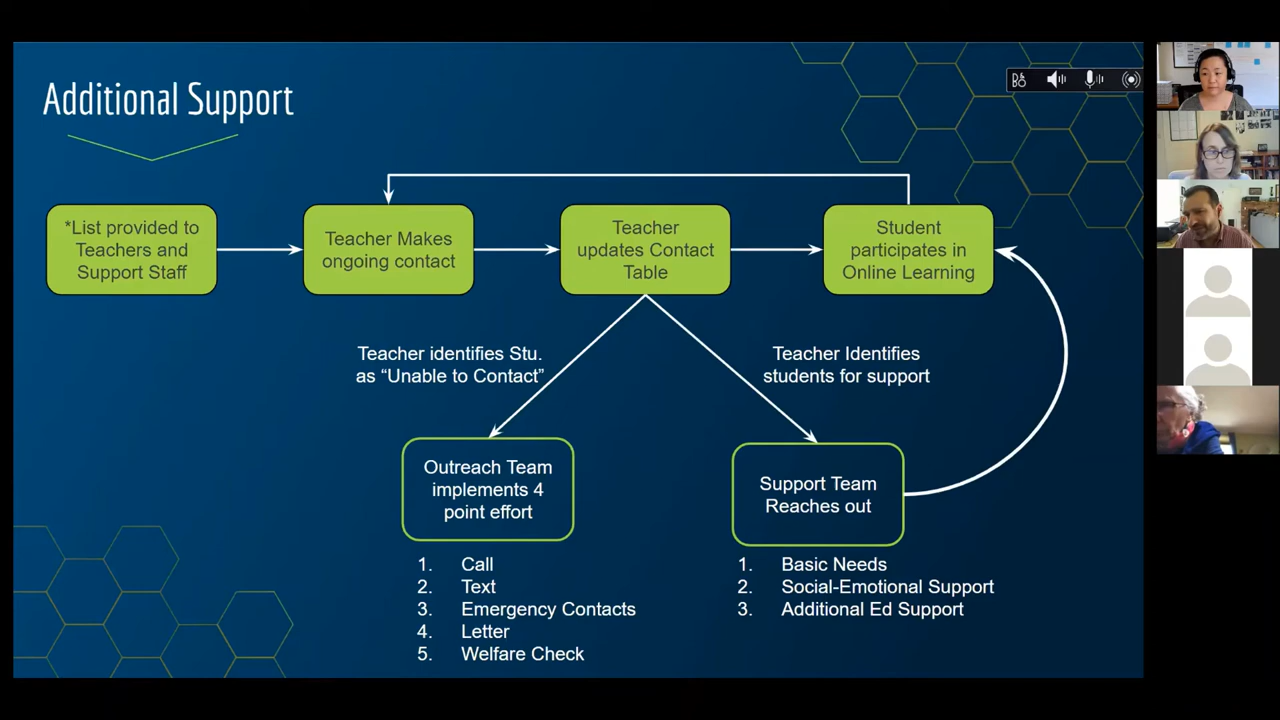 Additional Support
*List provided to
Teachers and
Support Staff
Teacher Makes
ongoing contact
Teacher
updates Contact
Table
Student
participates in
Online Learning
Teacher identifies Stu.
as “Unable to Contact”
Teacher Identifies
students for support
Outreach Team
implements 4
point effort
Support Team
Reaches out
1. Call
2. Text
3. Emergency Contacts
4. Letter
5. Welfare Check
1. Basic Needs
2. Social-Emotional Support
3. Additional Ed Support